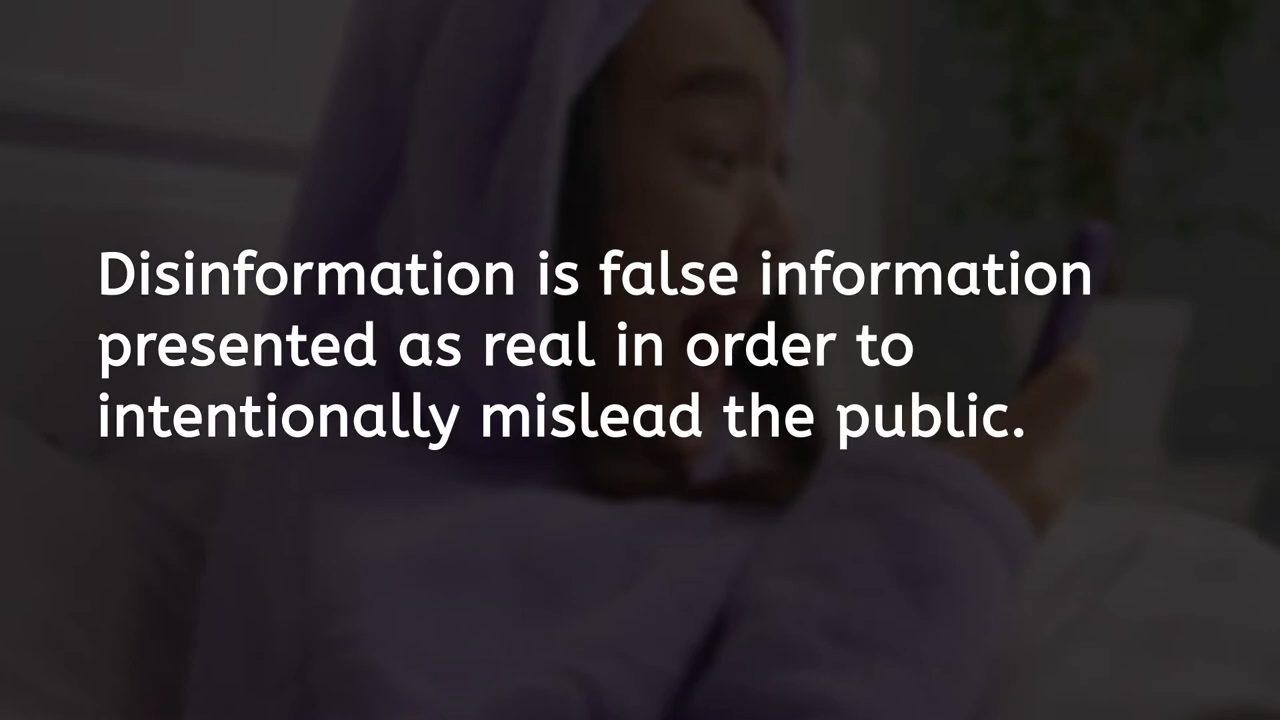 Disinformation is false information
presented as real in order to
intentionally mislead the public.